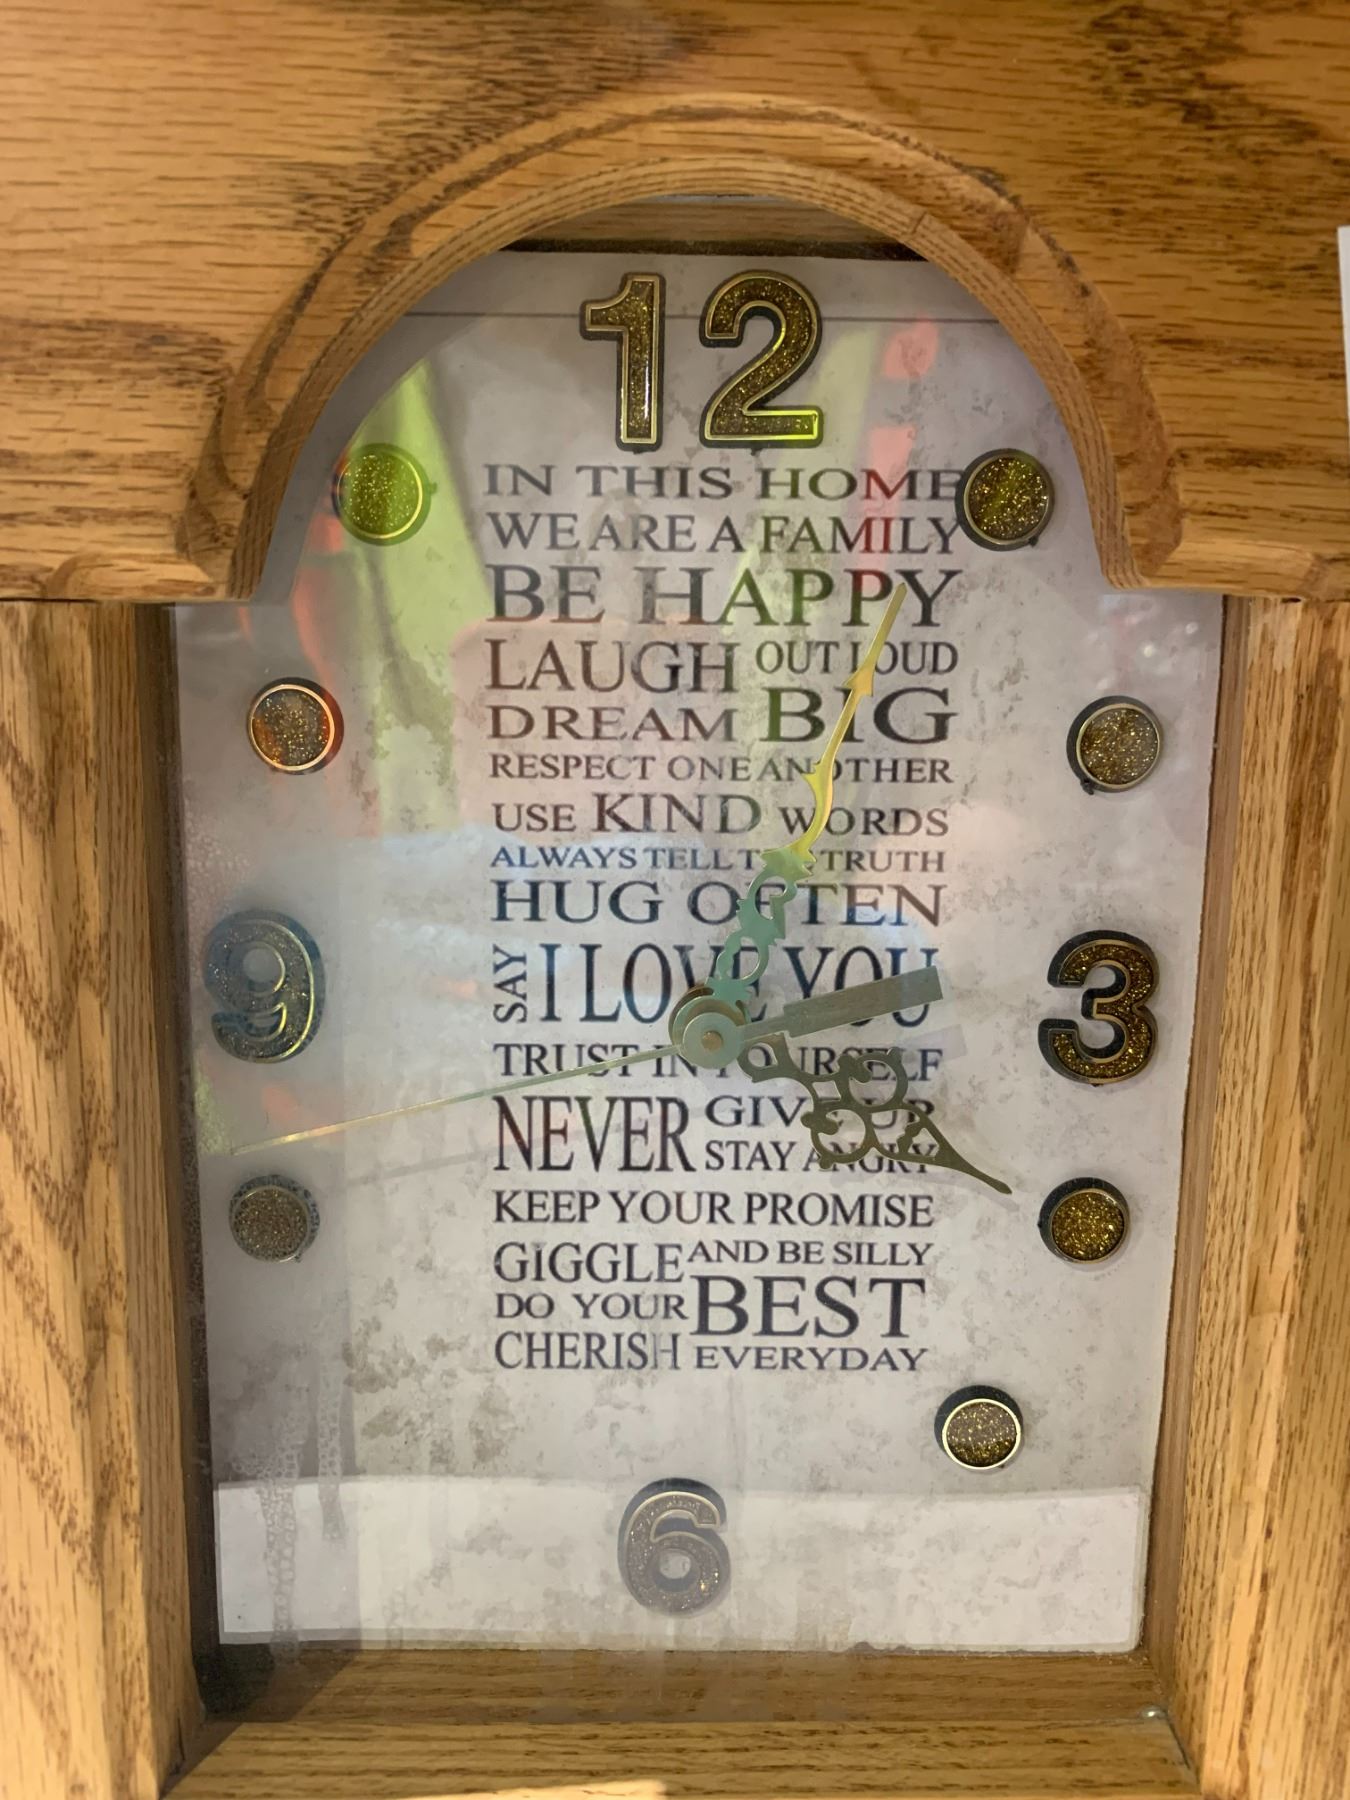 12
IN THIS HOME
WE ARE A FAMILY
BE HAPPY
LAUGH OUT LOUD
DREAM BIG
RESPECT ONE ANOTHER
USE KIND WORDS
ALWAYS TELL THE TRUTH
HUG OFTEN
SAY I LOVE YOU
9
3
TRUST IN YOURSELF
NEVER GIVE UP
STAY ANGRY
KEEP YOUR PROMISE
GIGGLE AND BE SILLY
DO YOUR BEST
CHERISH EVERYDAY
6